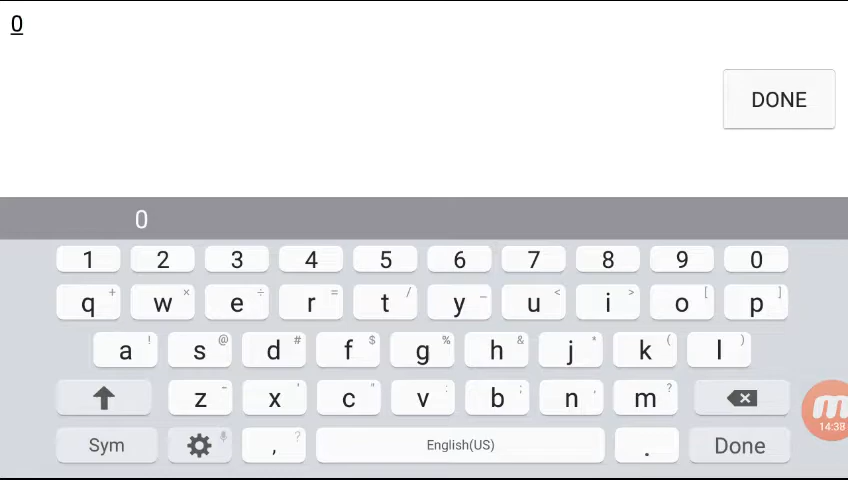 0
DONE
0
1 2 3 4 5 6 7 8 9 0
q + w × e ÷ r = t / y _ u < i > o [ p ]
a ! s @ d # f $ g % h & j * k ( l )
z - x ' c " v : b ; n , m ?
Sym , ? English(US) . Done
14:38